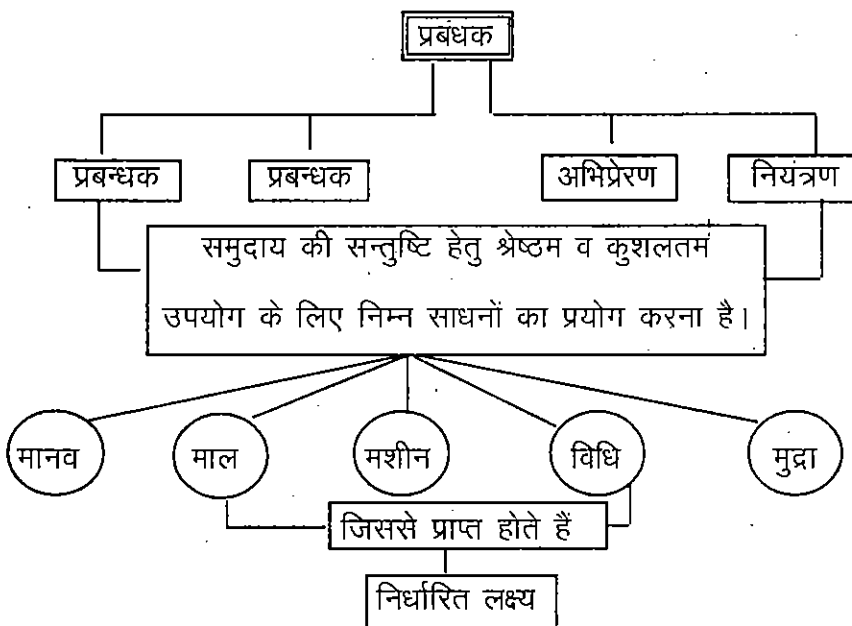 प्रबंधक
प्रबन्धक प्रबन्धक अभिप्रेरण नियंत्रण
समुदाय की सन्तुष्टि हेतु श्रेष्ठम व कुशलतमं
उपयोग के लिए निम्न साधनों का प्रयोग करना है।
मानव माल मशीन विधि मुद्रा
जिससे प्राप्त होते हैं
निर्धारित लक्ष्य